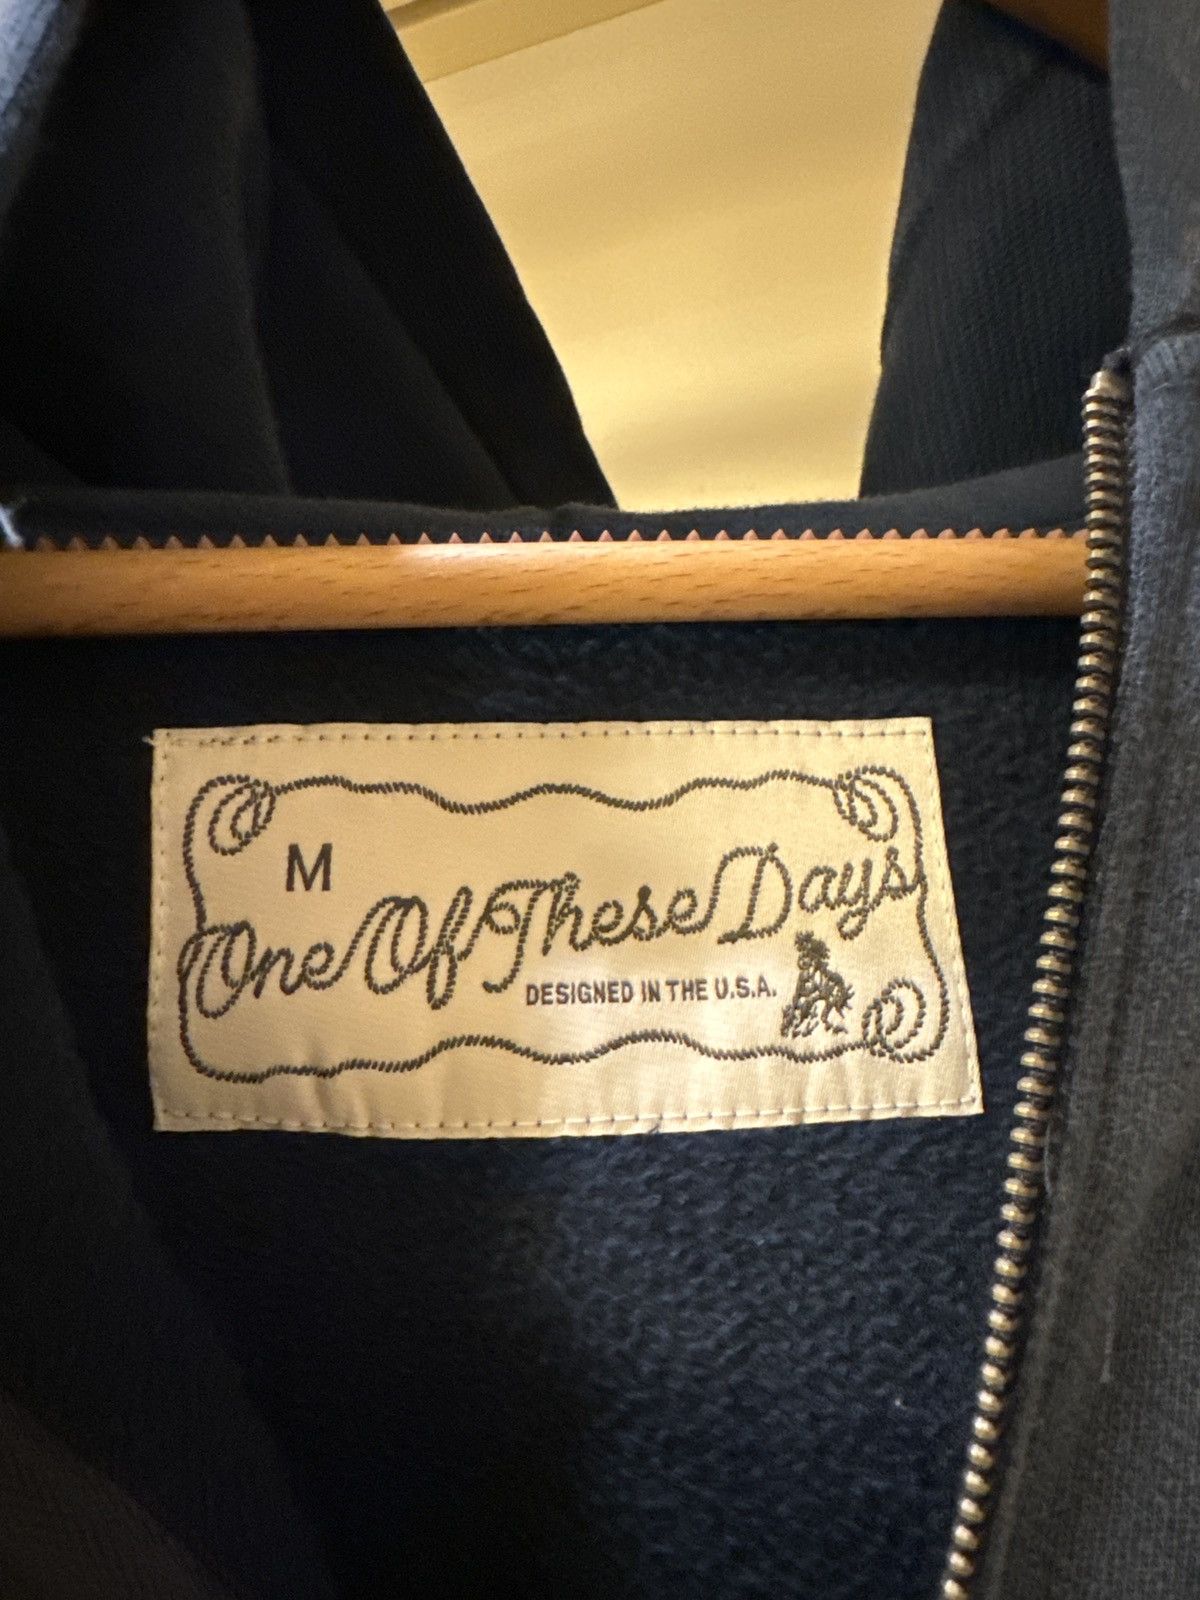 M
One Of These Days
DESIGNED IN THE U.S.A.